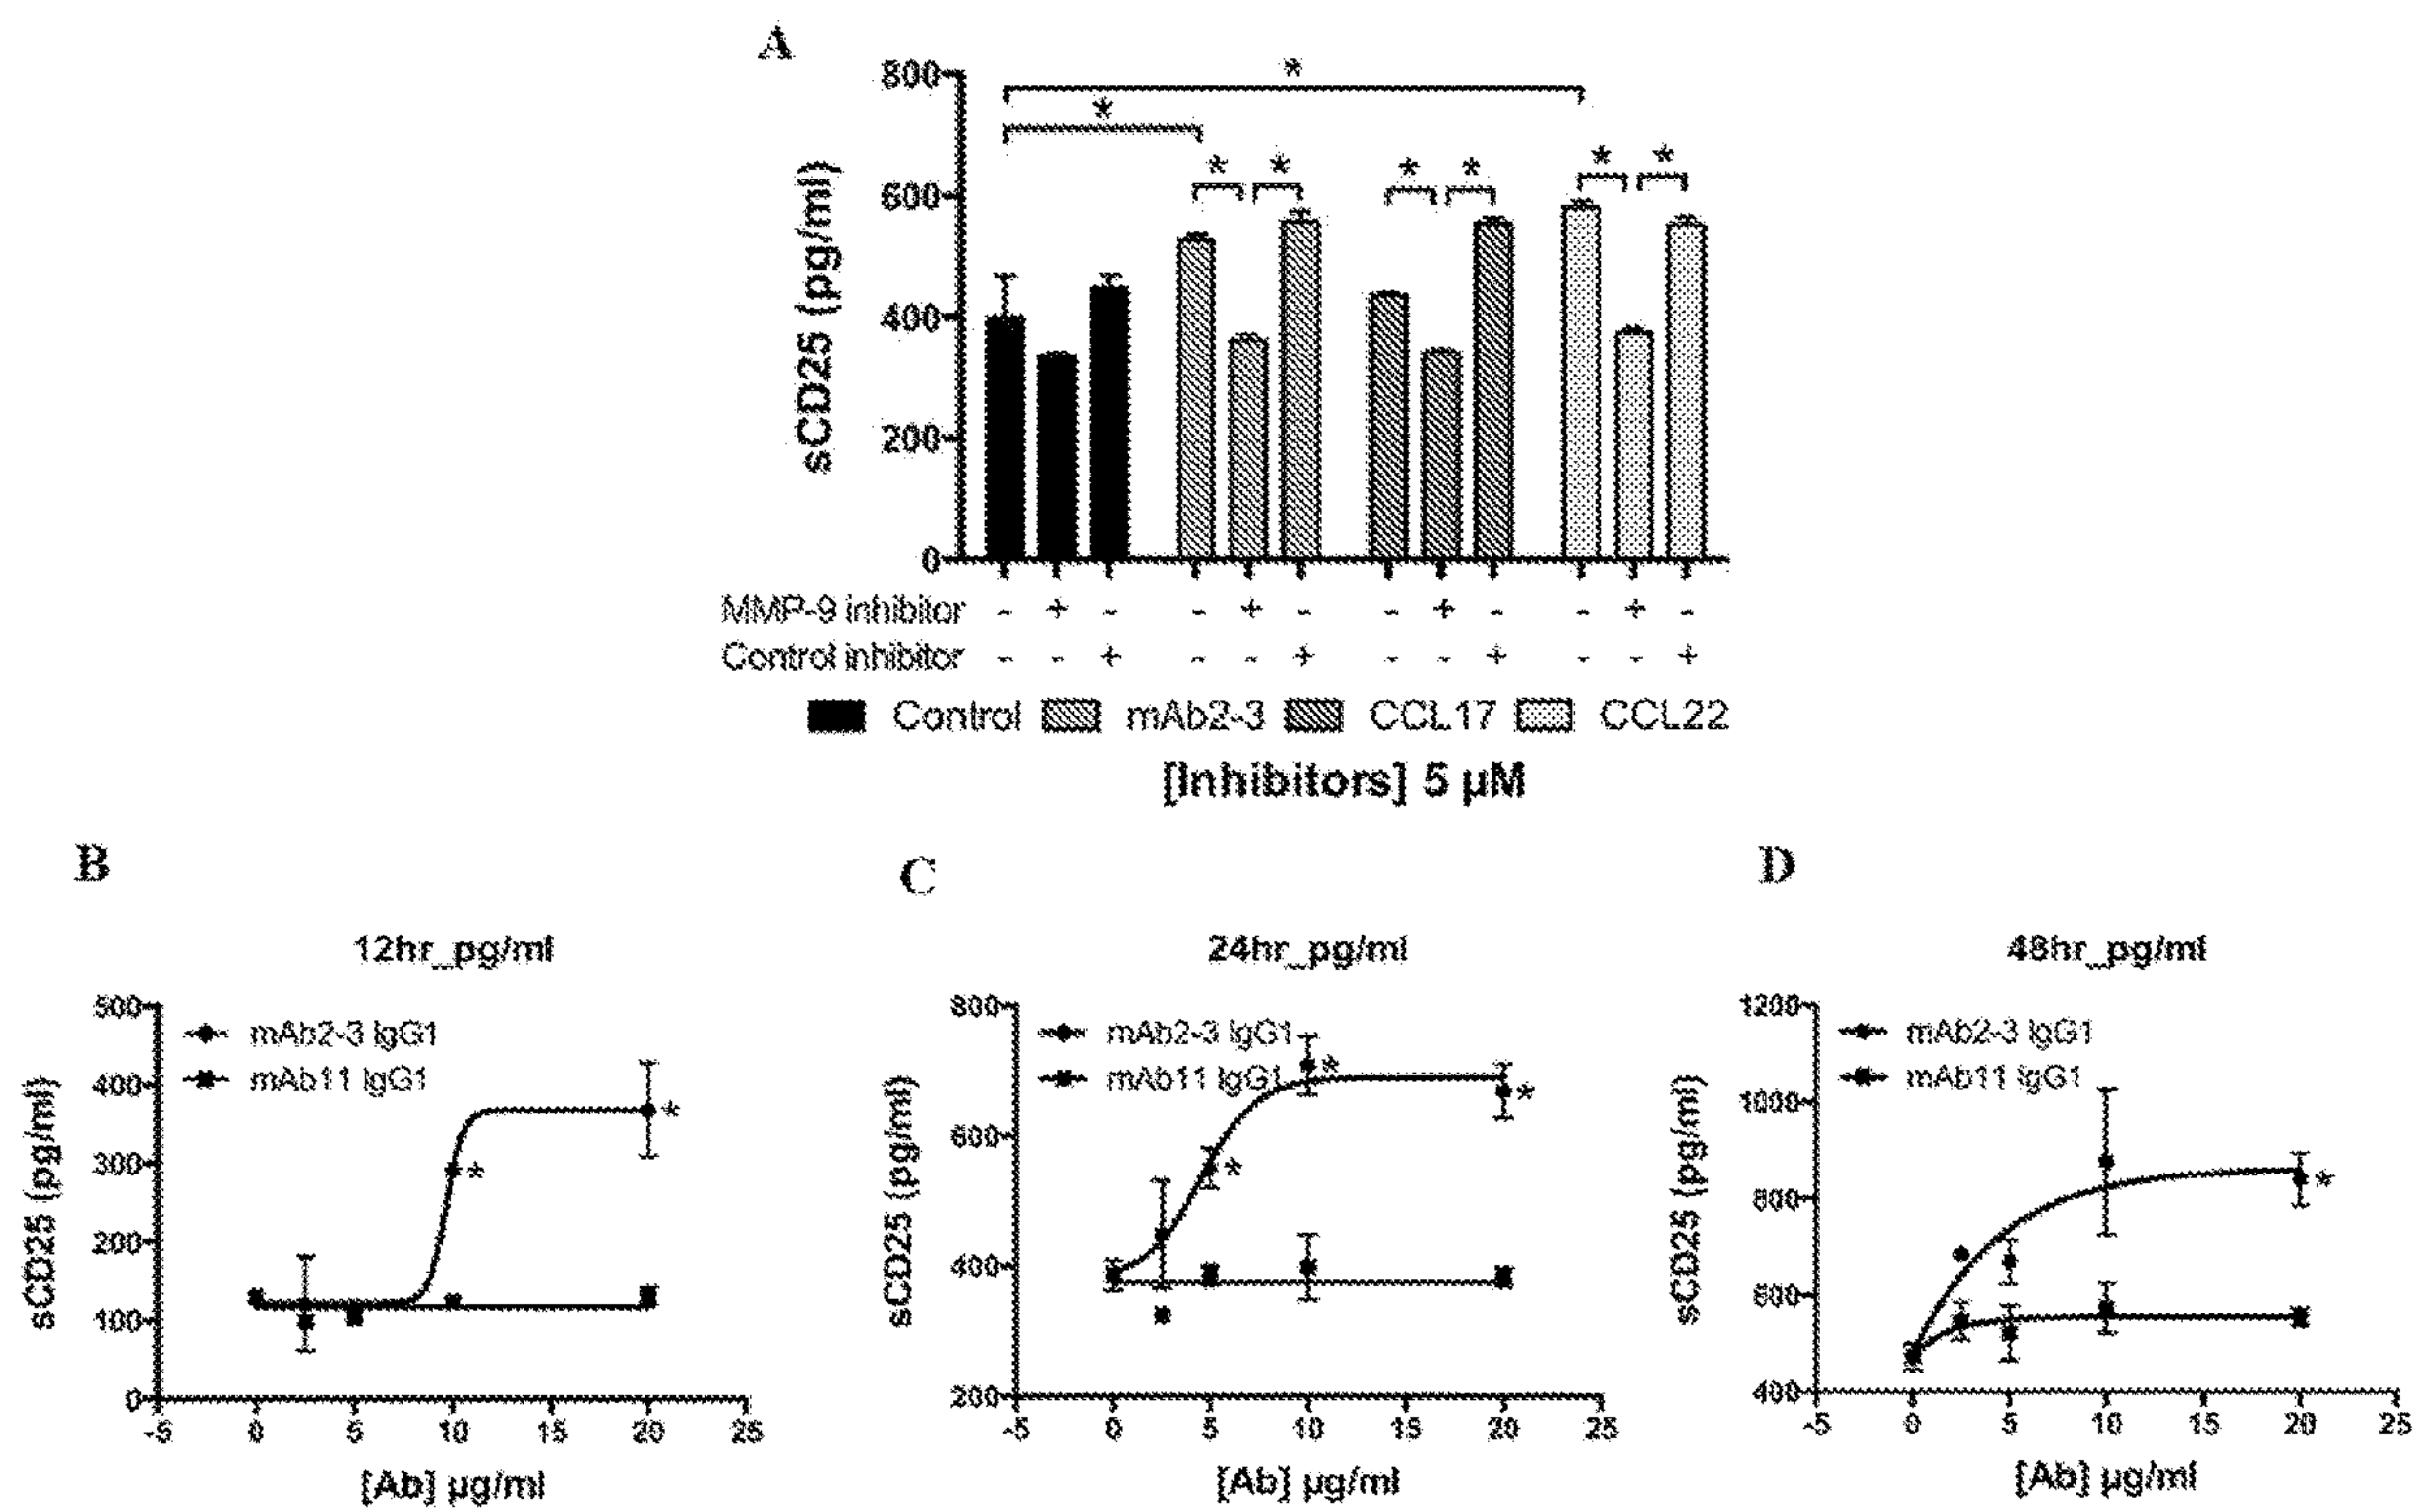 A
*
*
* * * * * *
sCD25 (pg/ml)
800
600
400
200
0
MMP-9 inhibitor - + - - + - - + - - + -
Control inhibitor - - + - - + - - + - - +
Control mAb2-3 CCL17 CCL22
[Inhibitors] 5 µM
B
12hr_pg/ml
mAb2-3 IgG1
mAb11 IgG1
sCD25 (pg/ml)
500
400
300
200
100
0
* *
-5 0 5 10 15 20 25
[Ab] µg/ml
C
24hr_pg/ml
mAb2-3 IgG1
mAb11 IgG1
sCD25 (pg/ml)
800
600
400
200
* * *
-5 0 5 10 15 20 25
[Ab] µg/ml
D
48hr_pg/ml
mAb2-3 IgG1
mAb11 IgG1
sCD25 (pg/ml)
1200
1000
800
600
400
*
-5 0 5 10 15 20 25
[Ab] µg/ml